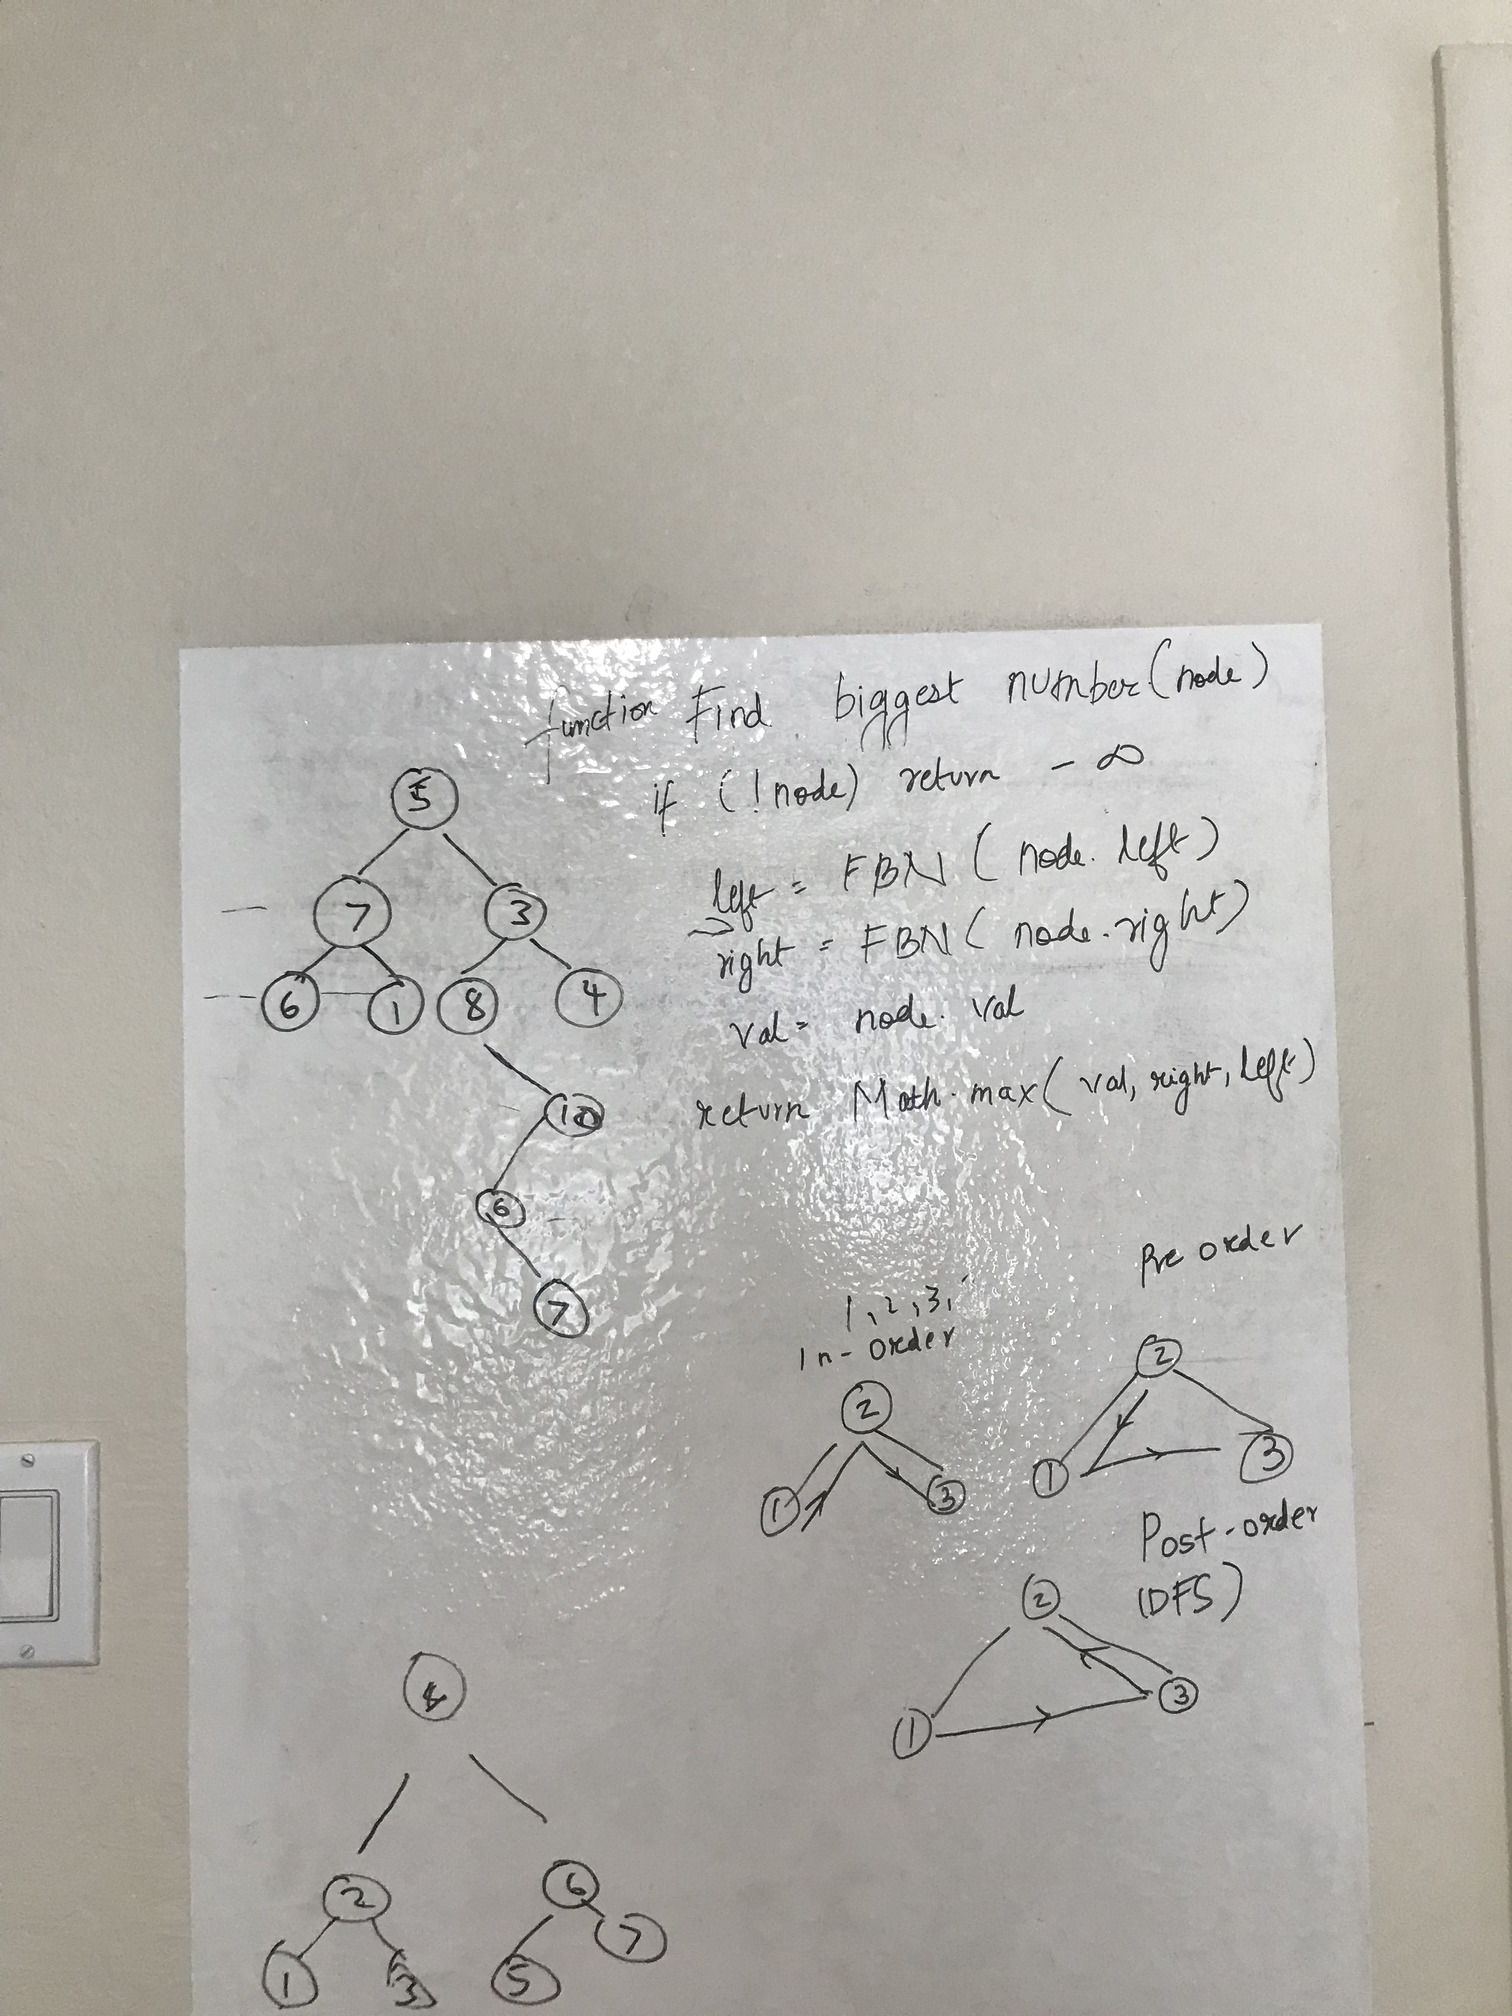 function Find biggest number (node)
if (!node) return - ∞
left = FBN ( node. left )
right = FBN ( node. right )
val = node. val
return Math. max ( val, right, left )
5
7 3
6 1 8 4
10
6
7
1, 2, 3,
In-order
2
1 3
Pre order
2
1 3
Post-order
(DFS)
2
1 3
2 6
1 3 5 7